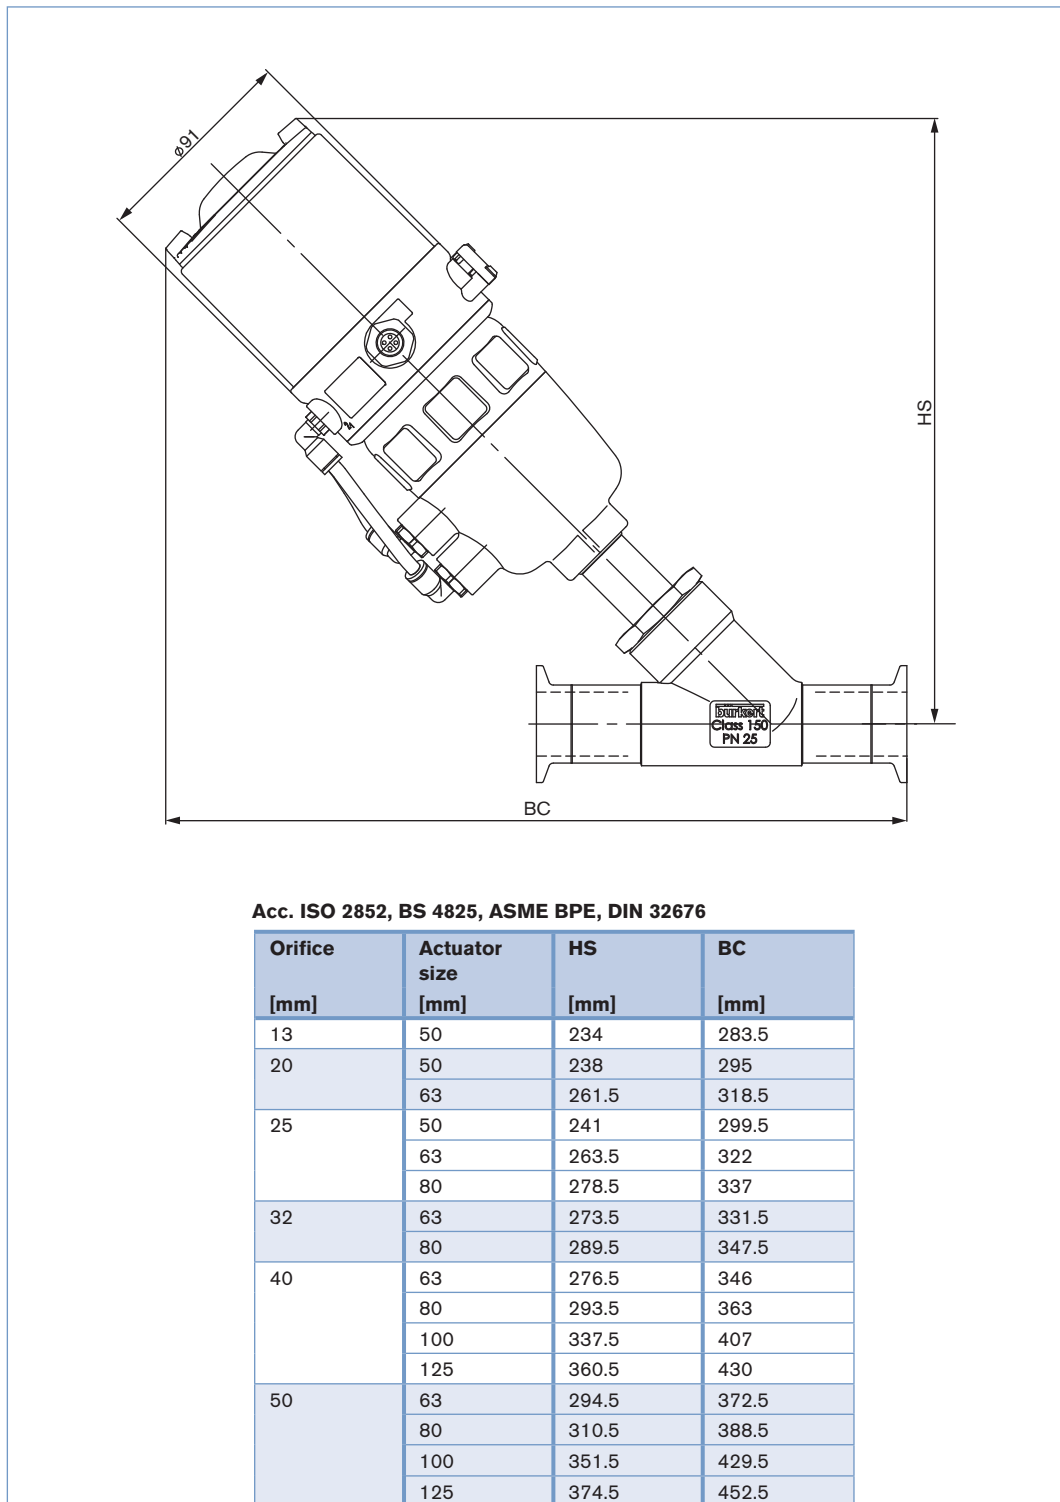 ø91
HS
24
bürkert
Class 150
PN 25
BC
Acc. ISO 2852, BS 4825, ASME BPE, DIN 32676
Orifice Actuator size HS BC
[mm] [mm] [mm] [mm]
13 50 234 283.5
20 50 238 295
63 261.5 318.5
25 50 241 299.5
63 263.5 322
80 278.5 337
32 63 273.5 331.5
80 289.5 347.5
40 63 276.5 346
80 293.5 363
100 337.5 407
125 360.5 430
50 63 294.5 372.5
80 310.5 388.5
100 351.5 429.5
125 374.5 452.5